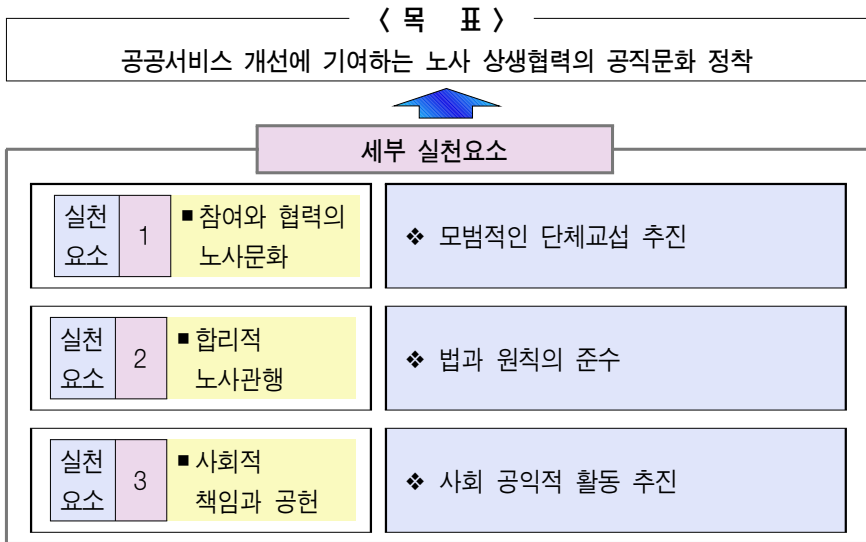 〈 목 표 〉
공공서비스 개선에 기여하는 노사 상생협력의 공직문화 정착
세부 실천요소
실천
요소
1
■ 참여와 협력의
노사문화
❖ 모범적인 단체교섭 추진
실천
요소
2
■ 합리적
노사관행
❖ 법과 원칙의 준수
실천
요소
3
■ 사회적
책임과 공헌
❖ 사회 공익적 활동 추진